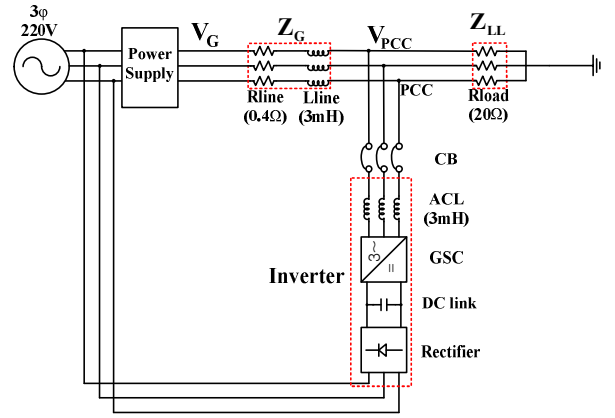 3φ
220V
Power
Supply
VG
ZG
VPCC
ZLL
PCC
Rline
(0.4Ω)
Lline
(3mH)
Rload
(20Ω)
CB
ACL
(3mH)
3~
=
GSC
Inverter
DC link
Rectifier